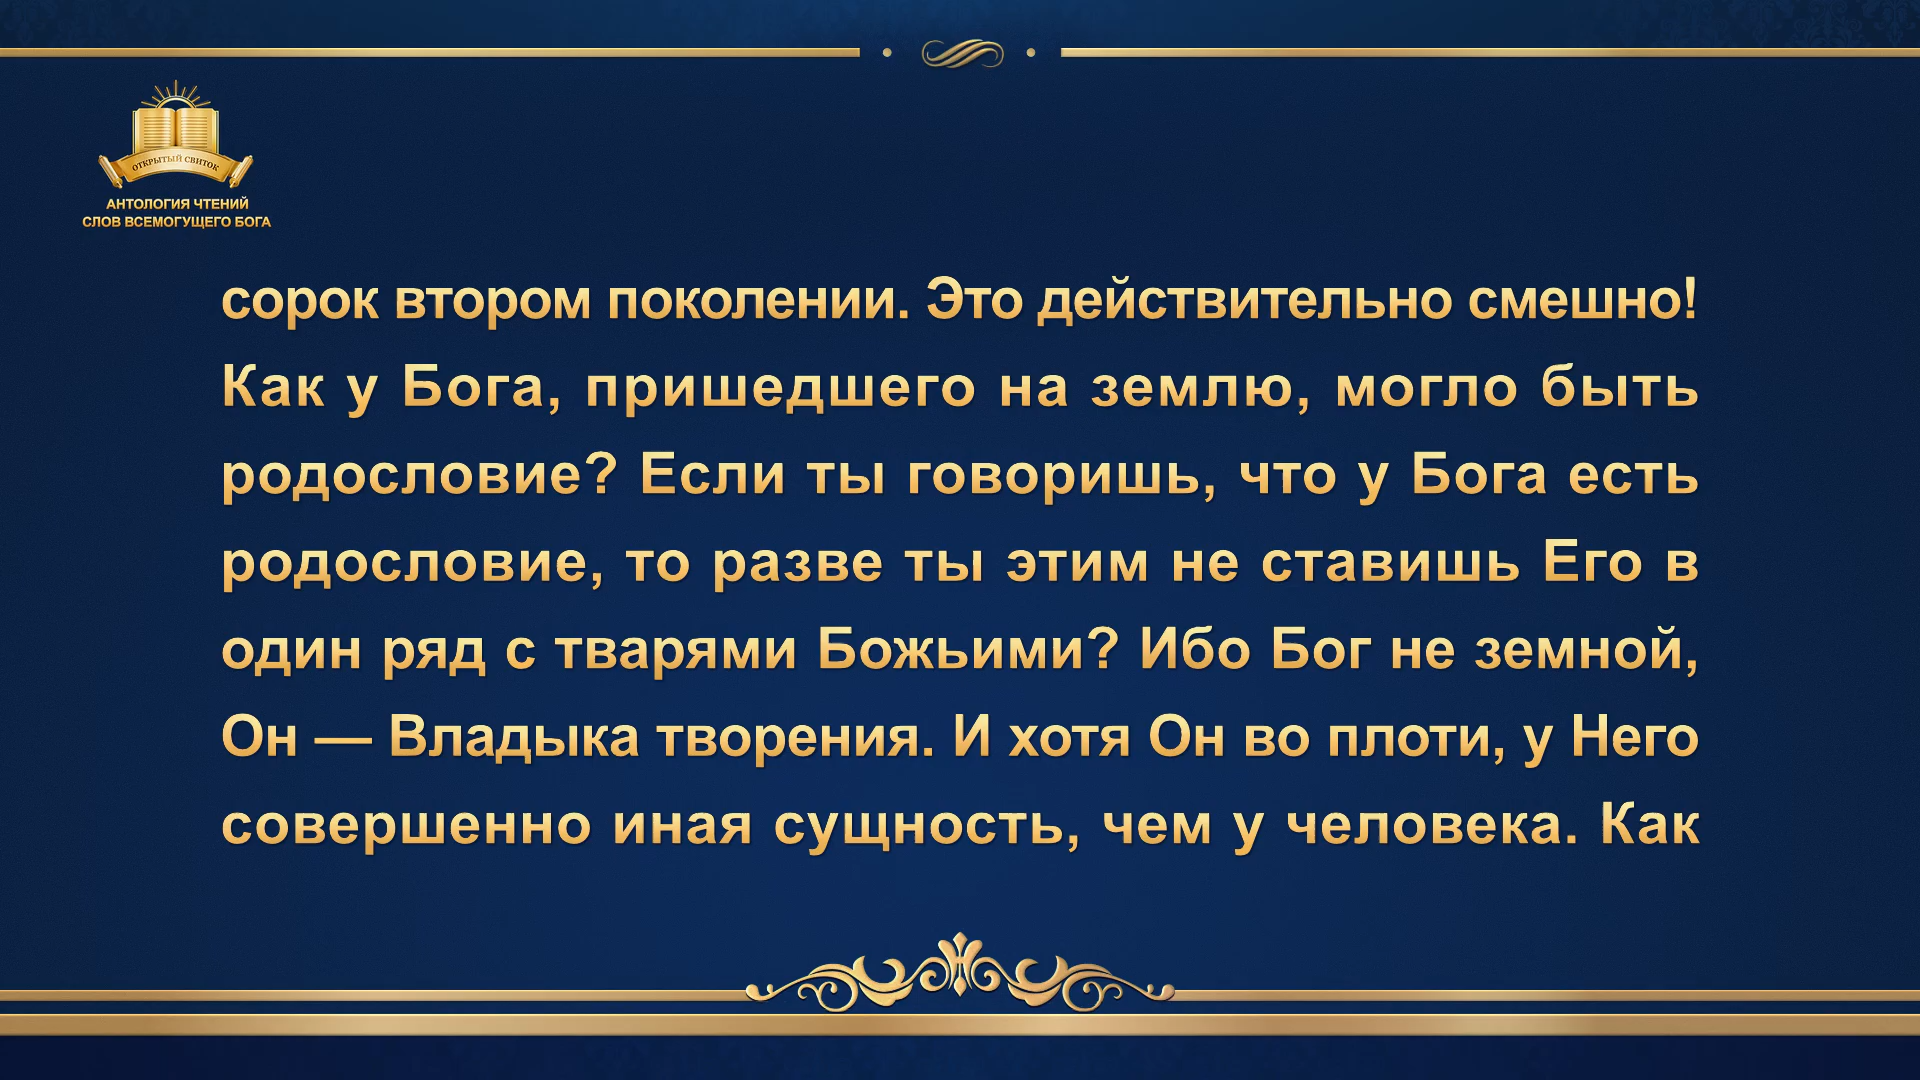 ОТКРЫТЫЙ СВИТОК
АНТОЛОГИЯ ЧТЕНИЙ
СЛОВ ВСЕМОГУЩЕГО БОГА
сорок втором поколении. Это действительно смешно!
Как у Бога, пришедшего на землю, могло быть
родословие? Если ты говоришь, что у Бога есть
родословие, то разве ты этим не ставишь Его в
один ряд с тварями Божьими? Ибо Бог не земной,
Он — Владыка творения. И хотя Он во плоти, у Него
совершенно иная сущность, чем у человека. Как